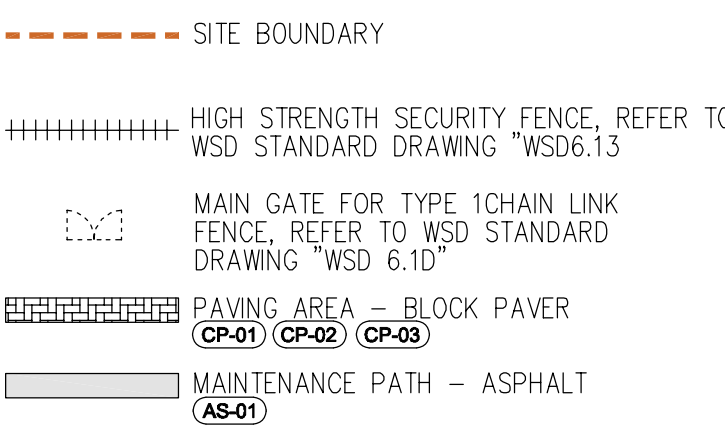 SITE BOUNDARY
HIGH STRENGTH SECURITY FENCE, REFER TO
WSD STANDARD DRAWING "WSD6.13
MAIN GATE FOR TYPE 1CHAIN LINK
FENCE, REFER TO WSD STANDARD
DRAWING "WSD 6.1D"
PAVING AREA – BLOCK PAVER
CP-01 CP-02 CP-03
MAINTENANCE PATH – ASPHALT
AS-01